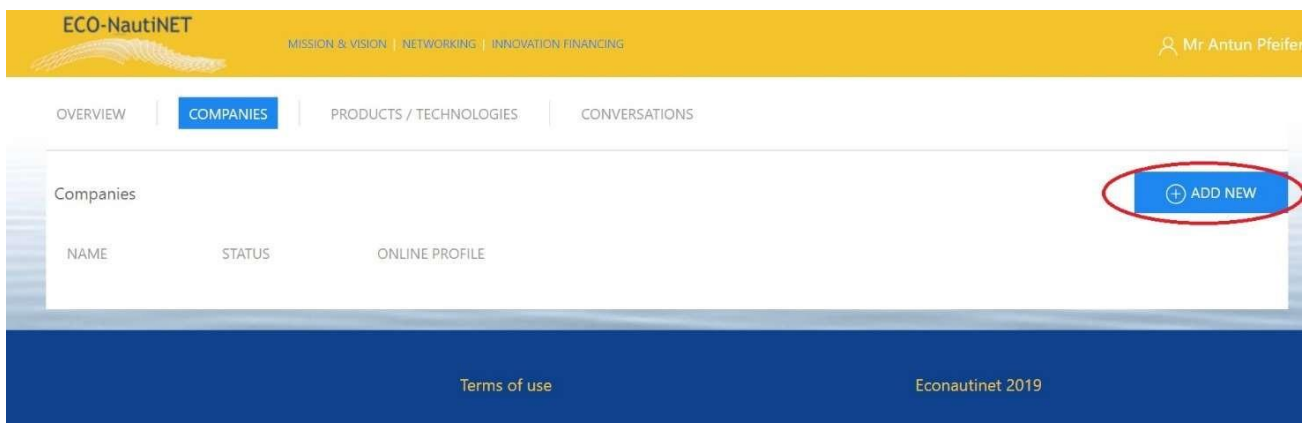 ECO-NautiNET
MISSION & VISION | NETWORKING | INNOVATION FINANCING
Mr Antun Pfeifer
OVERVIEW
COMPANIES
PRODUCTS / TECHNOLOGIES
CONVERSATIONS
Companies
ADD NEW
NAME
STATUS
ONLINE PROFILE
Terms of use
Econautinet 2019